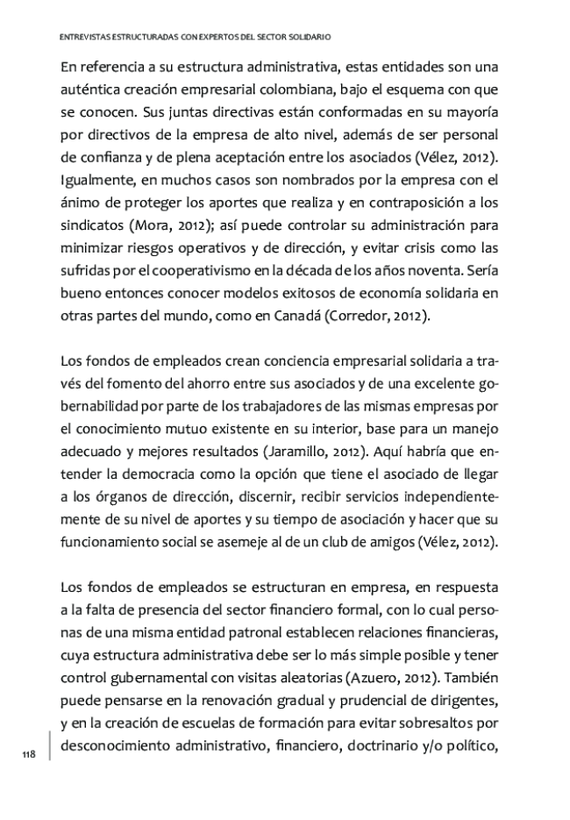 ENTREVISTAS ESTRUCTURADAS CON EXPERTOS DEL SECTOR SOLIDARIO
En referencia a su estructura administrativa, estas entidades son una
auténtica creación empresarial colombiana, bajo el esquema con que
se conocen. Sus juntas directivas están conformadas en su mayoría
por directivos de la empresa de alto nivel, además de ser personal
de confianza y de plena aceptación entre los asociados (Vélez, 2012).
Igualmente, en muchos casos son nombrados por la empresa con el
ánimo de proteger los aportes que realiza y en contraposición a los
sindicatos (Mora, 2012); así puede controlar su administración para
minimizar riesgos operativos y de dirección, y evitar crisis como las
sufridas por el cooperativismo en la década de los años noventa. Sería
bueno entonces conocer modelos exitosos de economía solidaria en
otras partes del mundo, como en Canadá (Corredor, 2012).
Los fondos de empleados crean conciencia empresarial solidaria a tra-
vés del fomento del ahorro entre sus asociados y de una excelente go-
bernabilidad por parte de los trabajadores de las mismas empresas por
el conocimiento mutuo existente en su interior, base para un manejo
adecuado y mejores resultados (Jaramillo, 2012). Aquí habría que en-
tender la democracia como la opción que tiene el asociado de llegar
a los órganos de dirección, discernir, recibir servicios independiente-
mente de su nivel de aportes y su tiempo de asociación y hacer que su
funcionamiento social se asemeje al de un club de amigos (Vélez, 2012).
Los fondos de empleados se estructuran en empresa, en respuesta
a la falta de presencia del sector financiero formal, con lo cual perso-
nas de una misma entidad patronal establecen relaciones financieras,
cuya estructura administrativa debe ser lo más simple posible y tener
control gubernamental con visitas aleatorias (Azuero, 2012). También
puede pensarse en la renovación gradual y prudencial de dirigentes,
y en la creación de escuelas de formación para evitar sobresaltos por
desconocimiento administrativo, financiero, doctrinario y/o político,
118